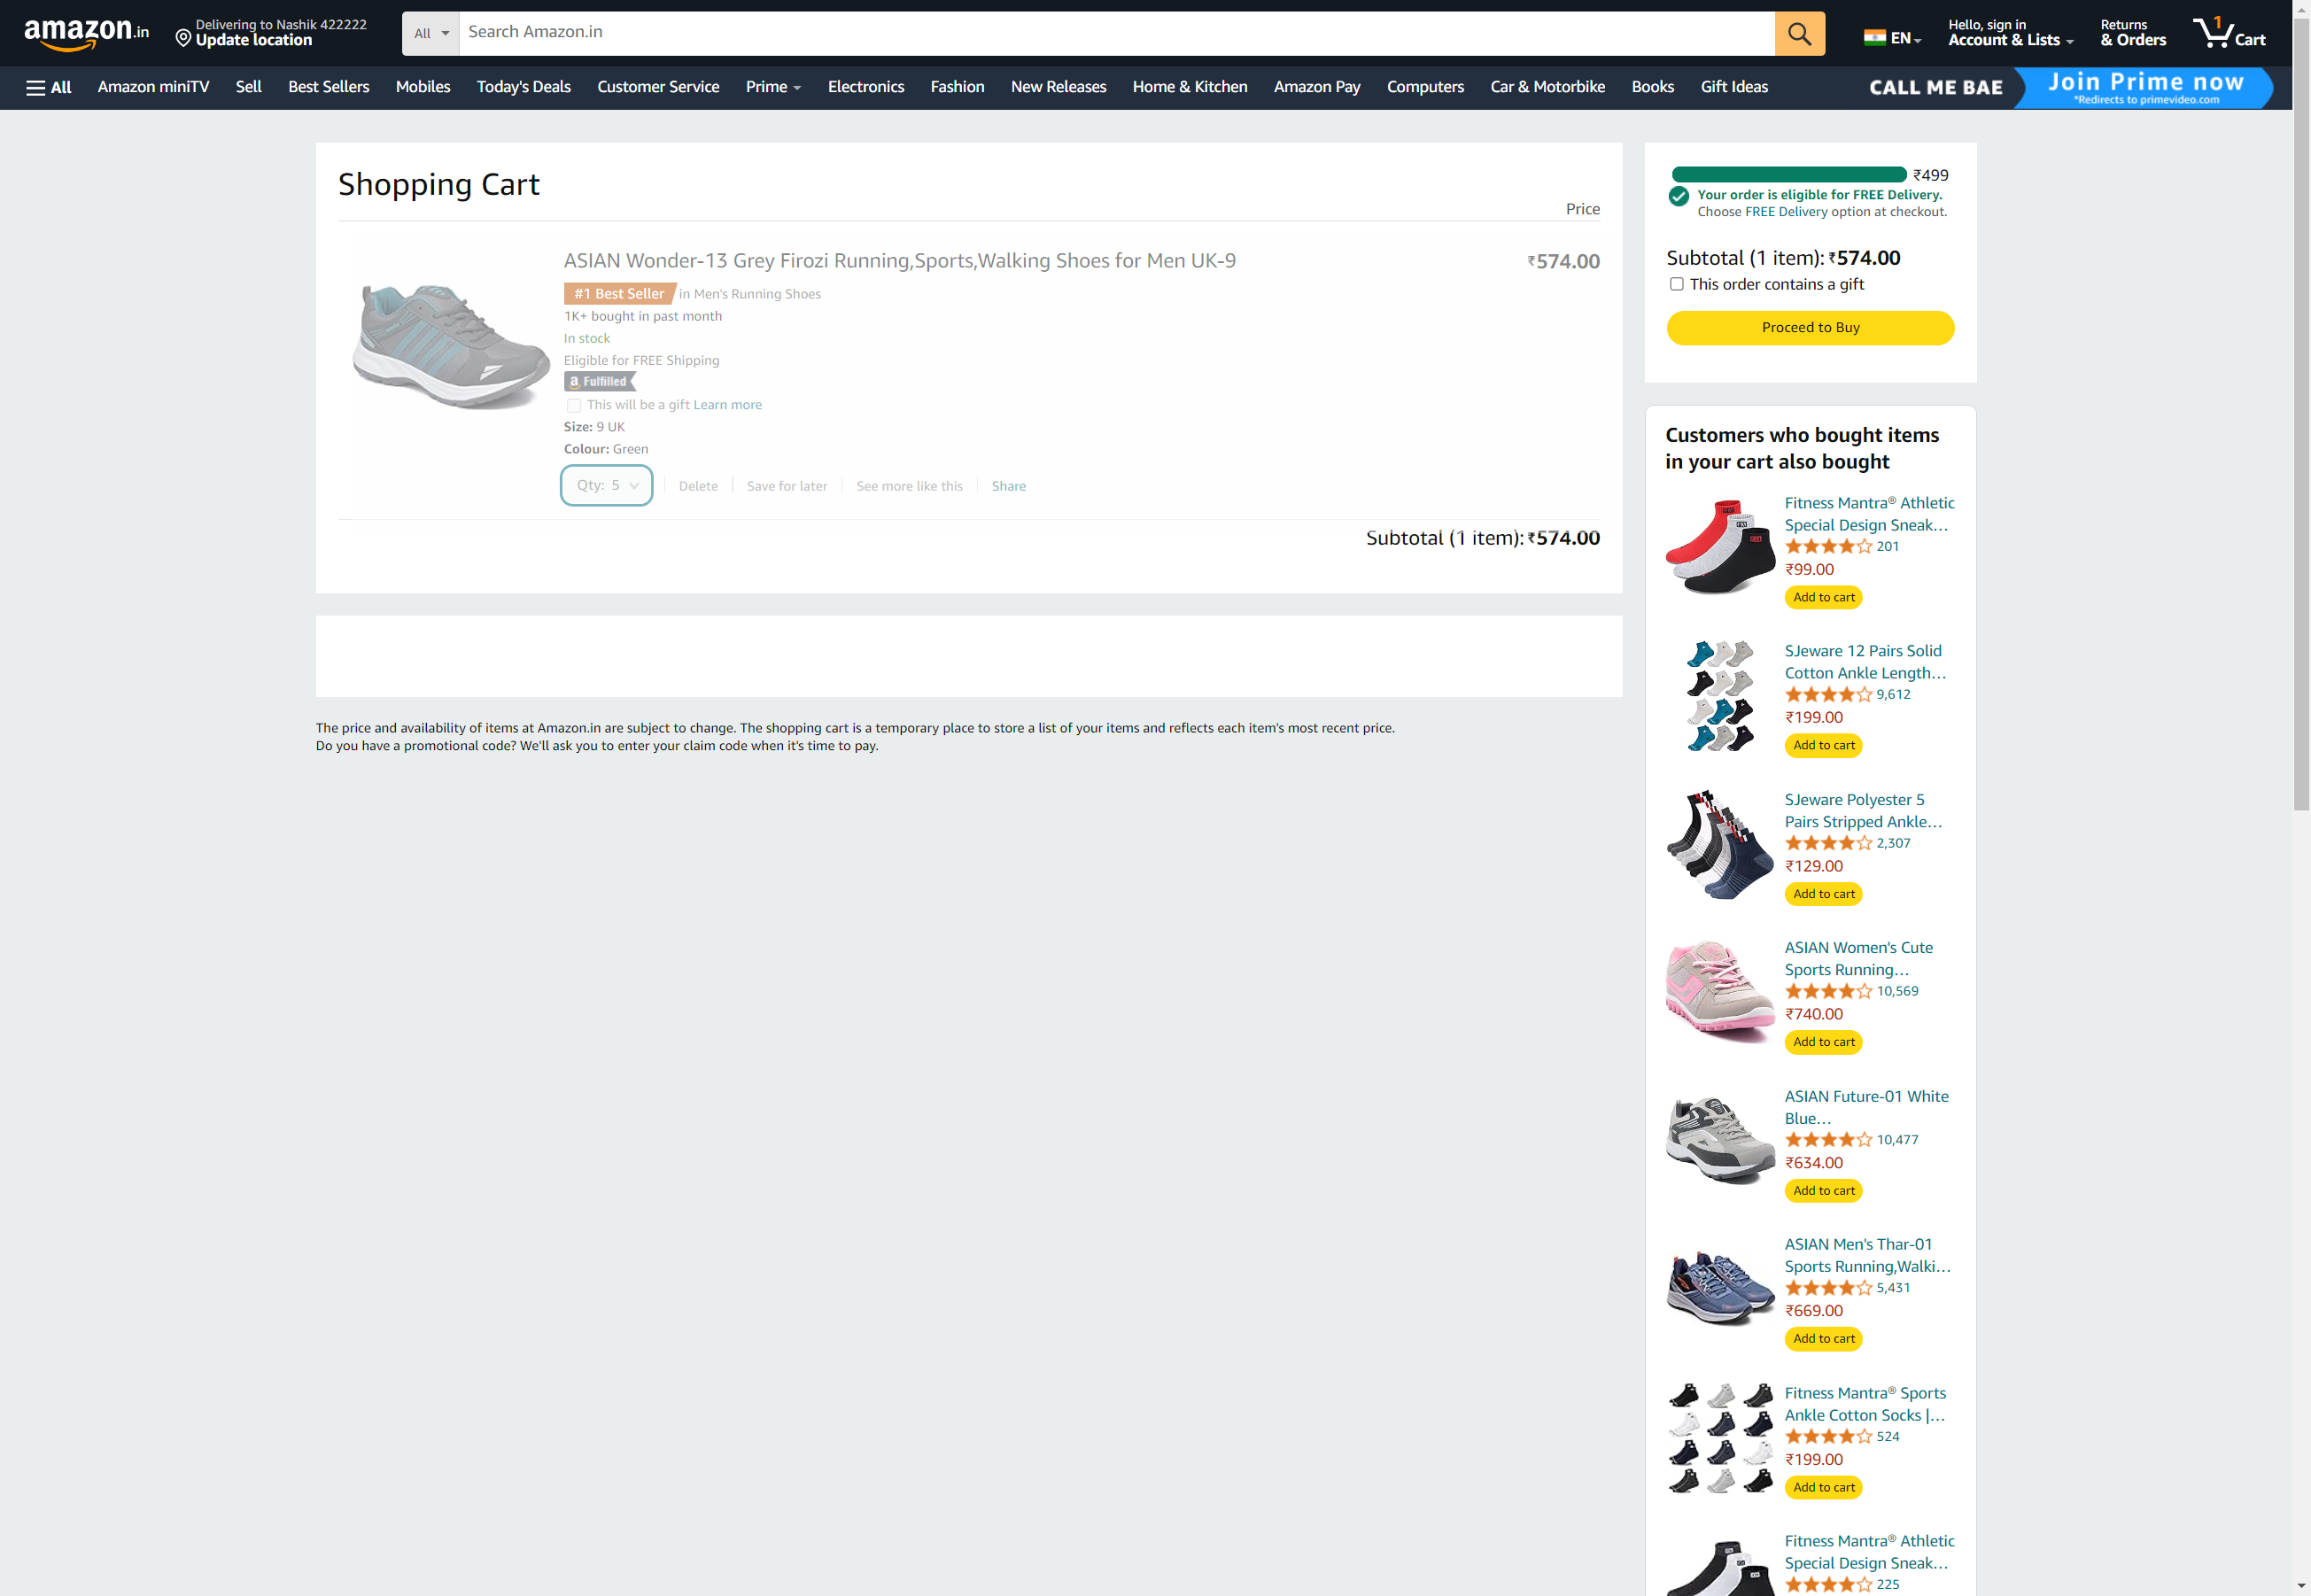 amazon.in
Delivering to Nashik 422222
Update location
All
Search Amazon.in
EN
Hello, sign in
Account & Lists
Returns
& Orders
1
Cart
All
Amazon miniTV
Sell
Best Sellers
Mobiles
Today's Deals
Customer Service
Prime
Electronics
Fashion
New Releases
Home & Kitchen
Amazon Pay
Computers
Car & Motorbike
Books
Gift Ideas
CALL ME BAE
Join Prime now
*Redirects to primevideo.com
Shopping Cart
Price
ASIAN Wonder-13 Grey Firozi Running,Sports,Walking Shoes for Men UK-9
₹574.00
#1 Best Seller in Men's Running Shoes
1K+ bought in past month
In stock
Eligible for FREE Shipping
a Fulfilled
This will be a gift Learn more
Size: 9 UK
Colour: Green
Qty: 5
Delete
Save for later
See more like this
Share
Subtotal (1 item): ₹574.00
The price and availability of items at Amazon.in are subject to change. The shopping cart is a temporary place to store a list of your items and reflects each item's most recent price.
Do you have a promotional code? We'll ask you to enter your claim code when it's time to pay.
₹499
Your order is eligible for FREE Delivery.
Choose FREE Delivery option at checkout.
Subtotal (1 item): ₹574.00
This order contains a gift
Proceed to Buy
Customers who bought items
in your cart also bought
Fitness Mantra® Athletic
Special Design Sneak…
201
₹99.00
Add to cart
SJeware 12 Pairs Solid
Cotton Ankle Length…
9,612
₹199.00
Add to cart
SJeware Polyester 5
Pairs Stripped Ankle…
2,307
₹129.00
Add to cart
ASIAN Women's Cute
Sports Running…
10,569
₹740.00
Add to cart
ASIAN Future-01 White
Blue…
10,477
₹634.00
Add to cart
ASIAN Men's Thar-01
Sports Running,Walki…
5,431
₹669.00
Add to cart
Fitness Mantra® Sports
Ankle Cotton Socks |…
524
₹199.00
Add to cart
Fitness Mantra® Athletic
Special Design Sneak…
225